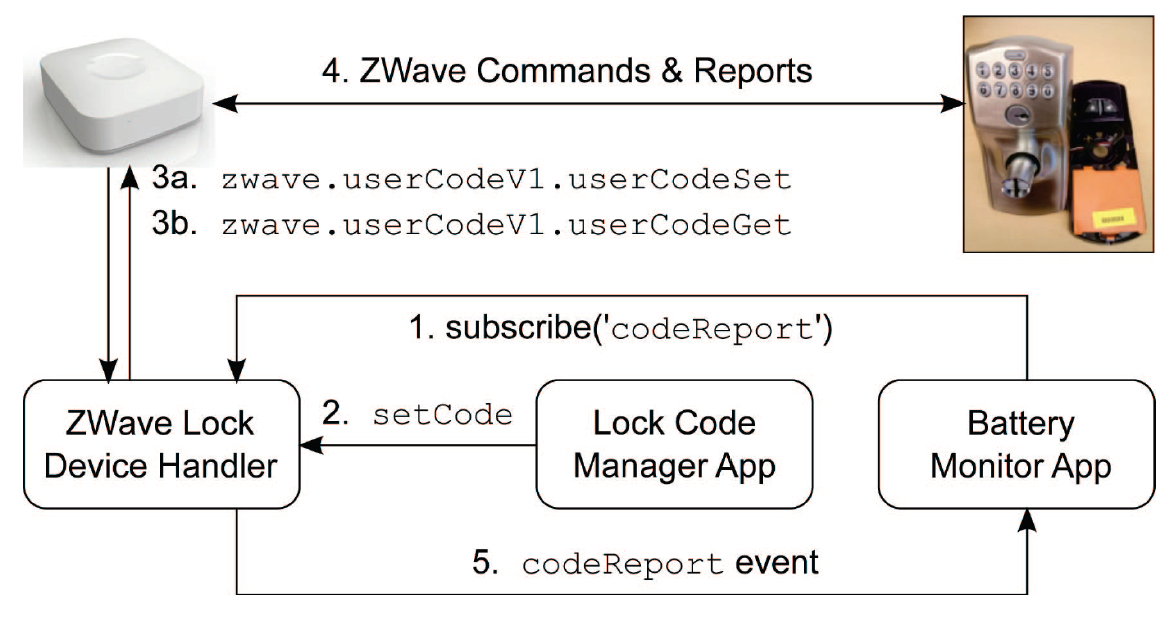 4. ZWave Commands & Reports
3a. zwave.userCodeV1.userCodeSet
3b. zwave.userCodeV1.userCodeGet
1. subscribe('codeReport')
ZWave Lock
Device Handler
2. setCode
Lock Code
Manager App
Battery
Monitor App
5. codeReport event